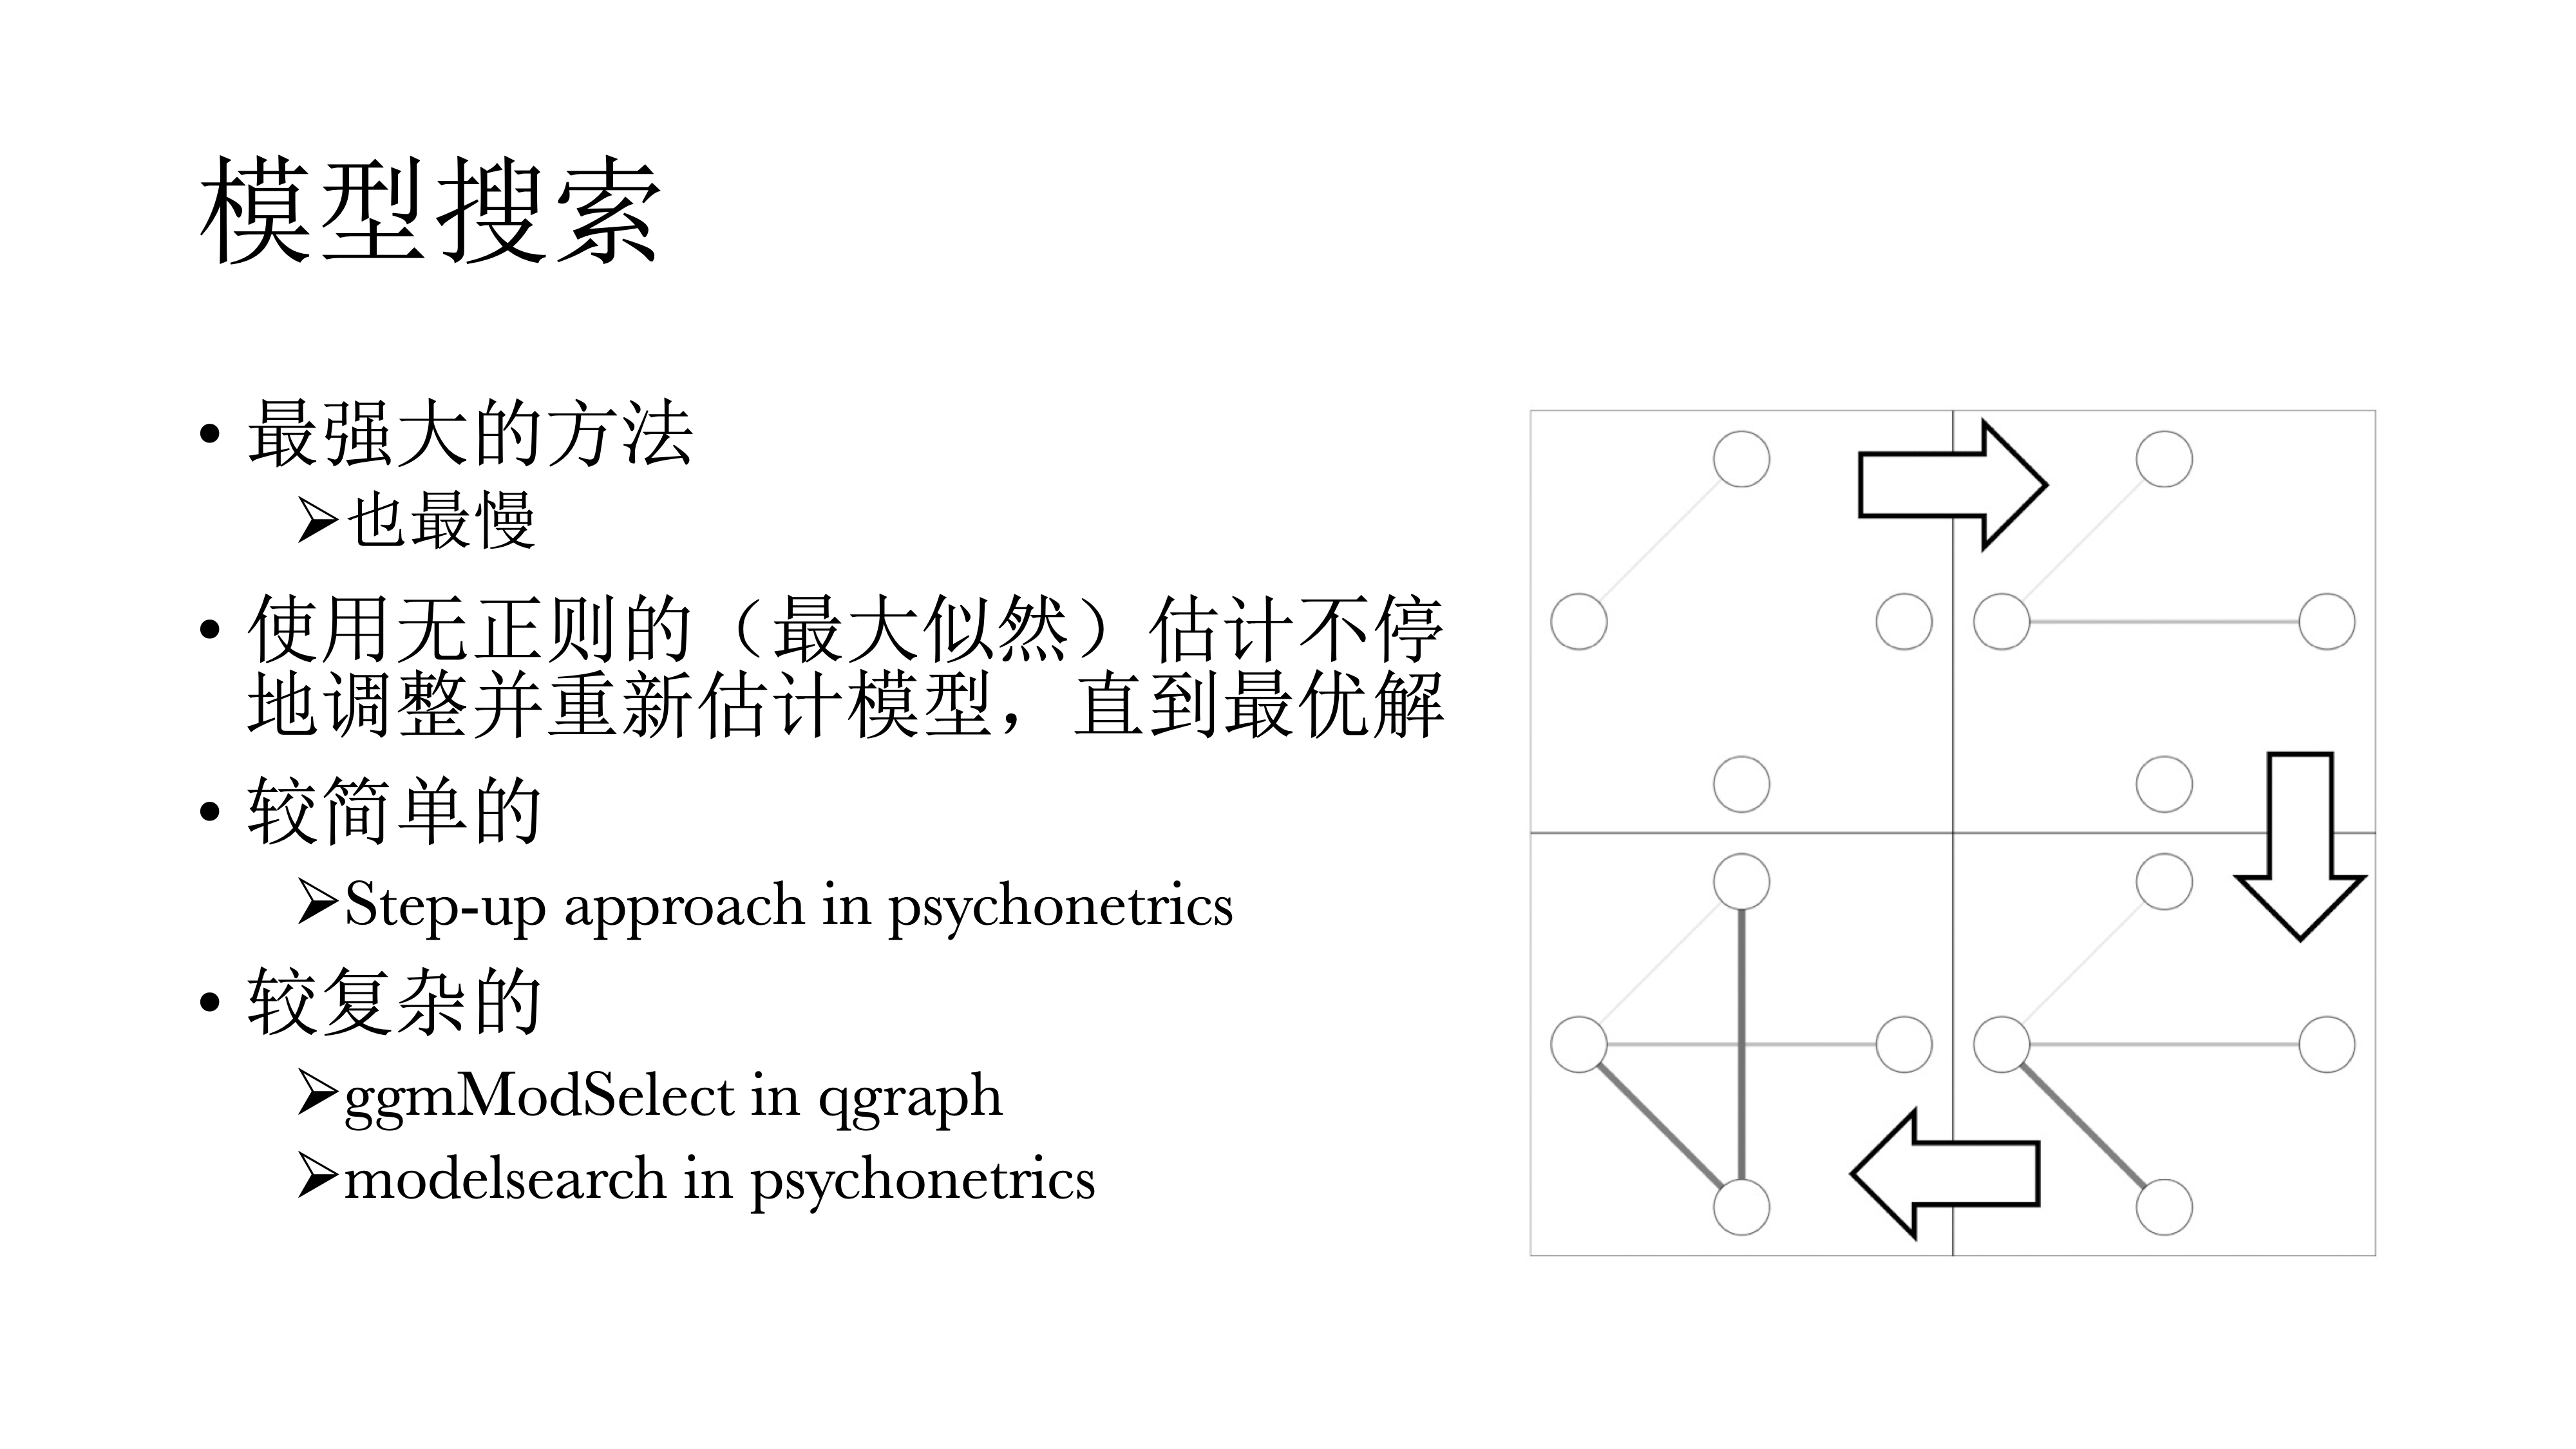 模型搜索
• 最强大的方法
➢也最慢
• 使用无正则的（最大似然）估计不停
地调整并重新估计模型，直到最优解
• 较简单的
➢Step-up approach in psychonetrics
• 较复杂的
➢ggmModSelect in qgraph
➢modelsearch in psychonetrics